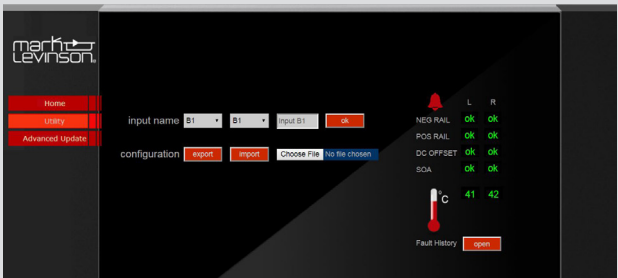 mark
Levinson®
Home
Utility
Advanced Update
input name B1 B1 Input B1 ok
configuration export import Choose File No file chosen
L R
NEG RAIL ok ok
POS RAIL ok ok
DC OFFSET ok ok
SOA ok ok
°C 41 42
Fault History open